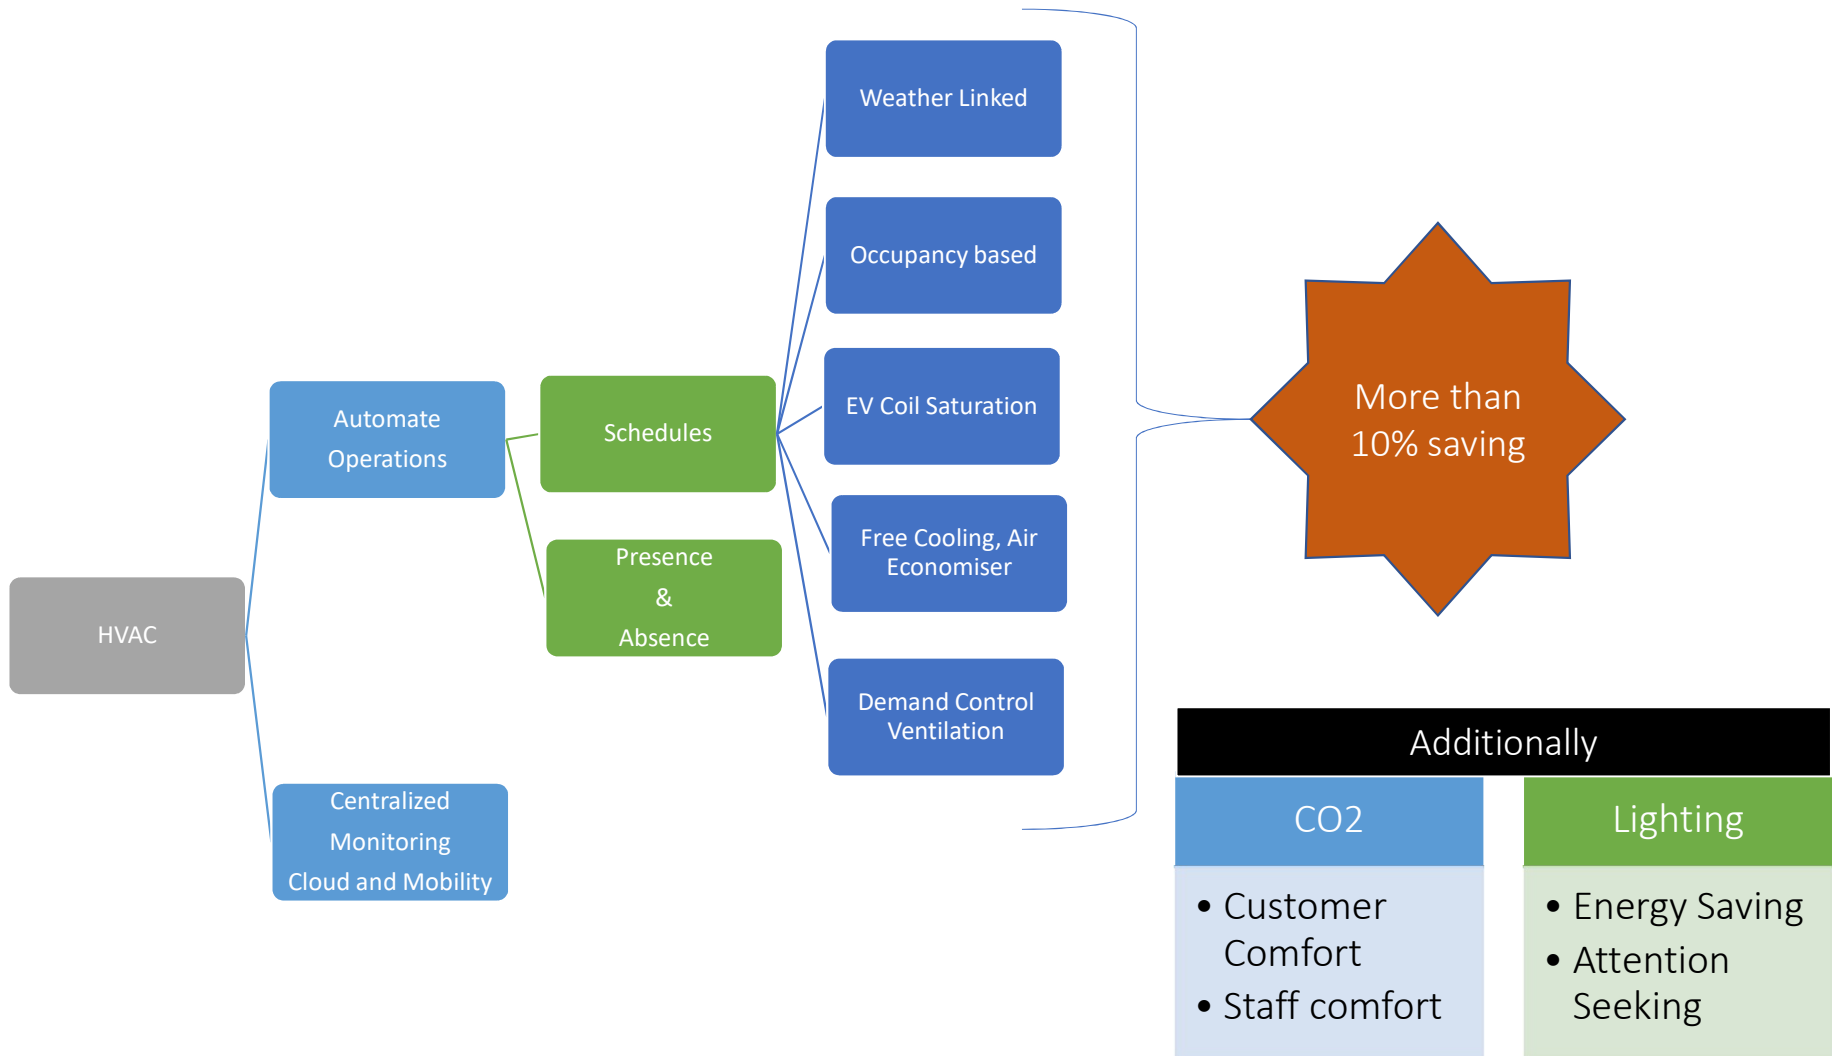 HVAC
Automate
Operations
Centralized
Monitoring
Cloud and Mobility
Schedules
Presence
&
Absence
Weather Linked
Occupancy based
EV Coil Saturation
Free Cooling, Air
Economiser
Demand Control
Ventilation
More than
10% saving
Additionally
CO2
• Customer
Comfort
• Staff comfort
Lighting
• Energy Saving
• Attention
Seeking